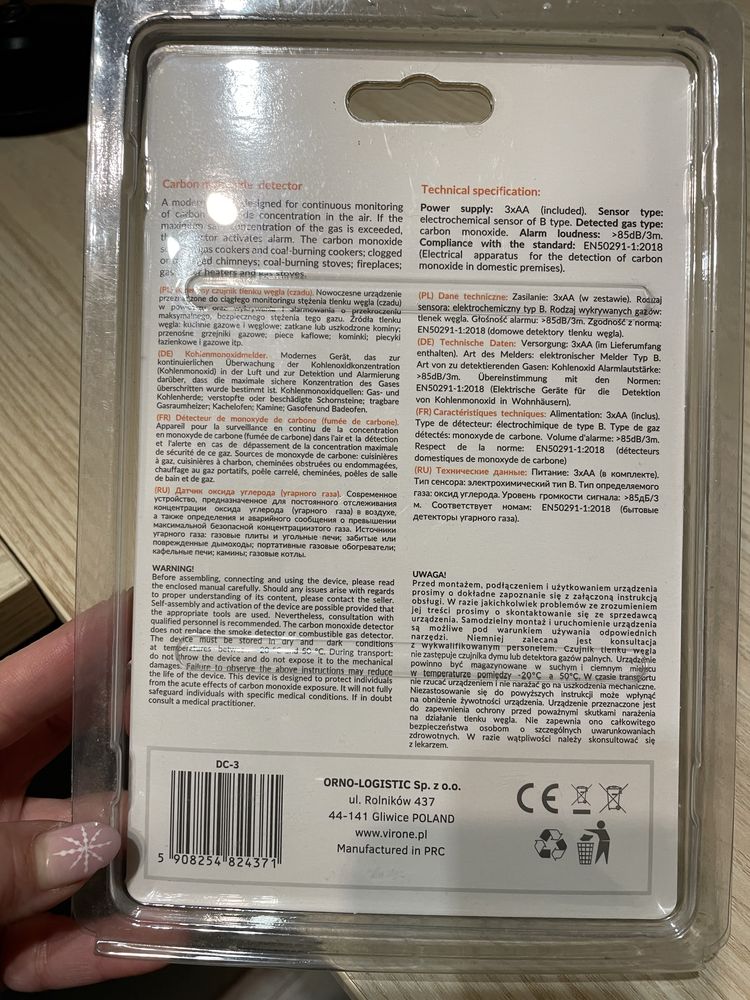 Carbon detector
A modern designed for continuous monitoring
of carbon concentration in the air. If the
maximum concentration of the gas is exceeded,
the activates alarm. The carbon monoxide
gas cookers and coal-burning cookers; clogged
or chimneys; coal-burning stoves; fireplaces;
gas heaters and gas stoves.
(PL) czujnik tlenku węgla (czadu). Nowoczesne urządzenie
przeznaczone do ciągłego monitoringu stężenia tlenku węgla (czadu)
w alarmowania o przekroczeniu
maksymalnego, bezpiecznego stężenia tego gazu. Źródła tlenku
węgla: kuchnie gazowe i węglowe; zatkane lub uszkodzone kominy;
przenośne grzejniki gazowe; piece kaflowe; kominki; piecyki
łazienkowe i gazowe itp.
(DE) Kohlenmonoxidmelder. Modernes Gerät, das zur
kontinuierlichen Überwachung der Kohlenoxidkonzentration
(Kohlenmonoxid) in der Luft und zur Detektion und Alarmierung
darüber, dass die maximale sichere Konzentration des Gases
überschritten wurde bestimmt ist. Kohlenmonoxidquellen: Gas- und
Kohlenherde; verstopfte oder beschädigte Schornsteine; tragbare
Gasraumheizer; Kachelofen; Kamine; Gasofenund Badeofen.
(FR) Détecteur de monoxyde de carbone (fumée de carbone).
Appareil pour la surveillance en continu de la concentration
en monoxyde de carbone (fumée de carbone) dans l'air et la détection
et l'alerte en cas de dépassement de la concentration maximale
de sécurité de ce gaz. Sources de monoxyde de carbone: cuisinières
à gaz, cuisinières à charbon, cheminées obstruées ou endommagées,
chauffage au gaz portatifs, poêle carrelé, cheminées, poêles de salle
de bain et de gaz.
(RU) Датчик оксида углерода (угарного газа). Современное
устройство, предназначенное для постоянного отслеживания
концентрации оксида углерода (угарного газа) в воздухе,
а также определения и аварийного сообщения о превышении
максимальной безопасной концентрацииэтого газа. Источники
угарного газа: газовые плиты и угольные печи; забитые или
поврежденные дымоходы; портативные газовые обогреватели;
кафельные печи; камины; газовые котлы.
WARNING!
Before assembling, connecting and using the device, please read
the enclosed manual carefully. Should any issues arise with regards
to proper understanding of its content, please contact the seller.
Self-assembly and activation of the device are possible provided that
the appropriate tools are used. Nevertheless, consultation with
qualified personnel is recommended. The carbon monoxide detector
does not replace the smoke detector or combustible gas detector.
The device must be stored in dry and dark conditions
at temperatures between -20 °C and 50 °C. During transport:
do not throw the device and do not expose it to the mechanical
damages. Failure to observe the above instructions may reduce
the life of the device. This device is designed to protect individuals
from the acute effects of carbon monoxide exposure. It will not fully
safeguard individuals with specific medical conditions. If in doubt
consult a medical practitioner.
Technical specification:
Power supply: 3xAA (included). Sensor type:
electrochemical sensor of B type. Detected gas type:
carbon monoxide. Alarm loudness: >85dB/3m.
Compliance with the standard: EN50291-1:2018
(Electrical apparatus for the detection of carbon
monoxide in domestic premises).
(PL) Dane techniczne: Zasilanie: 3xAA (w zestawie). Rodzaj
sensora: elektrochemiczny typ B. Rodzaj wykrywanych gazów:
tlenek węgla. Głośność alarmu: >85dB/3m. Zgodność z normą:
EN50291-1:2018 (domowe detektory tlenku węgla).
(DE) Technische Daten: Versorgung: 3xAA (im Lieferumfang
enthalten). Art des Melders: elektronischer Melder Typ B.
Art von zu detektierenden Gasen: Kohlenoxid Alarmlautstärke:
>85dB/3m. Übereinstimmung mit den Normen:
EN50291-1:2018 (Elektrische Geräte für die Detektion
von Kohlenmonoxid in Wohnhäusern).
(FR) Caractéristiques techniques: Alimentation: 3xAA (inclus).
Type de détecteur: électrochimique de type B. Type de gaz
détectés: monoxyde de carbone. Volume d'alarme: >85dB/3m.
Respect de la norme: EN50291-1:2018 (détecteurs
domestiques de monoxyde de carbone)
(RU) Технические данные: Питание: 3xAA (в комплекте).
Тип сенсора: электрохимический тип В. Тип определяемого
газа: оксид углерода. Уровень громкости сигнала: >85дБ/3
м. Соответствует номам: EN50291-1:2018 (бытовые
детекторы угарного газа).
UWAGA!
Przed montażem, podłączeniem i użytkowaniem urządzenia
prosimy o dokładne zapoznanie się z załączoną instrukcją
obsługi. W razie jakichkolwiek problemów ze zrozumieniem
jej treści prosimy o skontaktowanie się ze sprzedawcą
urządzenia. Samodzielny montaż i uruchomienie urządzenia
są możliwe pod warunkiem używania odpowiednich
narzędzi. Niemniej zalecana jest konsultacja
z wykwalifikowanym personelem. Czujnik tlenku węgla
nie zastępuje czujnika dymu lub detektora gazów palnych. Urządzenie
powinno być magazynowane w suchym i ciemnym miejscu
w temperaturze pomiędzy -20°C a 50°C. W czasie transportu
nie rzucać urządzeniem i nie narażać go na uszkodzenia mechaniczne.
Niezastosowanie się do powyższych instrukcji może wpłynąć
na obniżenie żywotności urządzenia. Urządzenie przeznaczone jest
do zapewnienia ochrony przed poważnymi skutkami narażenia
na działanie tlenku węgla. Nie zapewnia ono całkowitego
bezpieczeństwa osobom o szczególnych uwarunkowaniach
zdrowotnych. W razie wątpliwości należy skonsultować się
z lekarzem.
DC-3
5 908254 824371
ORNO-LOGISTIC Sp. z o.o.
ul. Rolników 437
44-141 Gliwice POLAND
www.virone.pl
Manufactured in PRC
CE